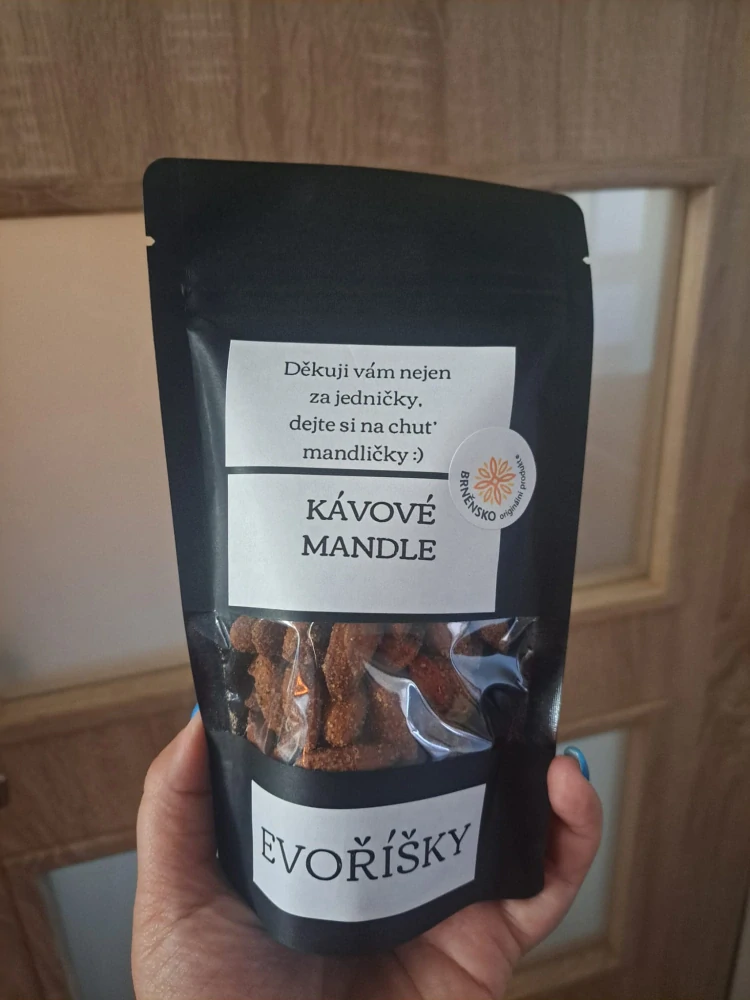 Děkuji vám nejen
za jedničky,
dejte si na chuť
mandličky :)
BRNĚNSKO originální produkt
KÁVOVÉ
MANDLE
EVOŘÍŠKY